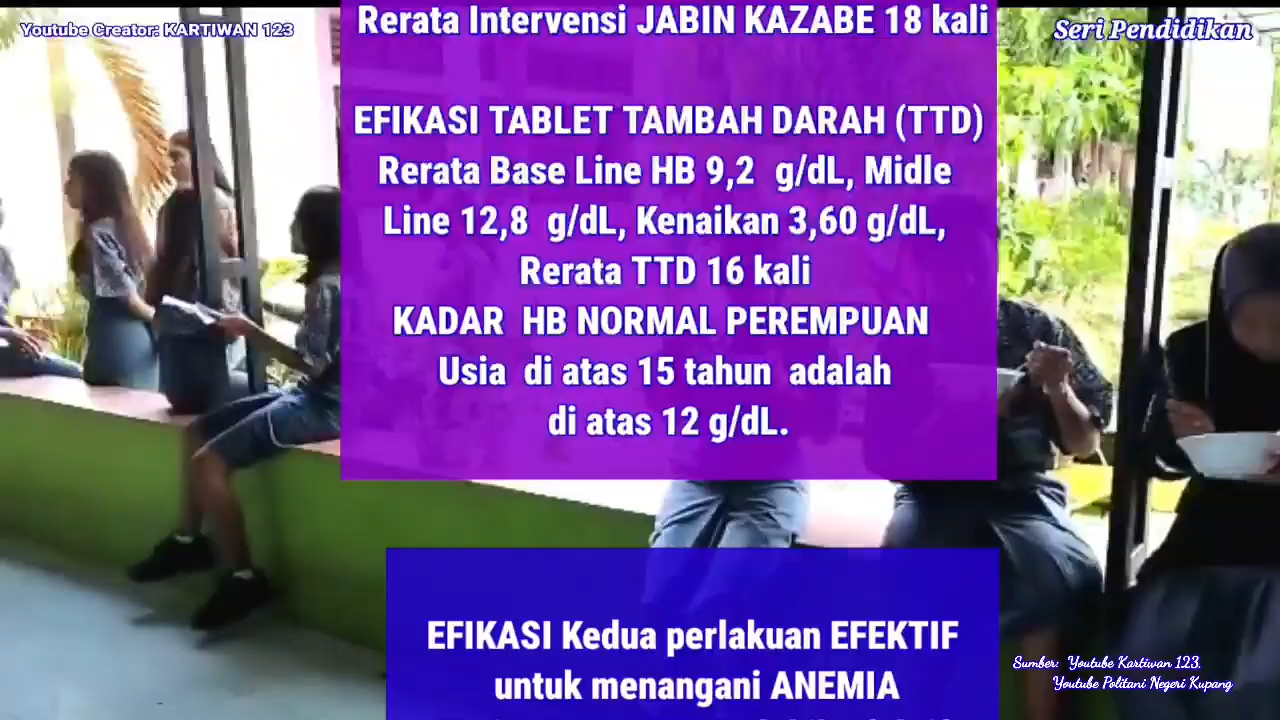 Rerata Intervensi JABIN KAZABE 18 kali
Youtube Creator: KARTIWAN 123
Seri Pendidikan
EFIKASI TABLET TAMBAH DARAH (TTD)
Rerata Base Line HB 9,2 g/dL, Midle
Line 12,8 g/dL, Kenaikan 3,60 g/dL,
Rerata TTD 16 kali
KADAR HB NORMAL PEREMPUAN
Usia di atas 15 tahun adalah
di atas 12 g/dL.
EFIKASI Kedua perlakuan EFEKTIF
untuk menangani ANEMIA
Sumber: Youtube Kartiwan 123,
Youtube Politani Negeri Kupang